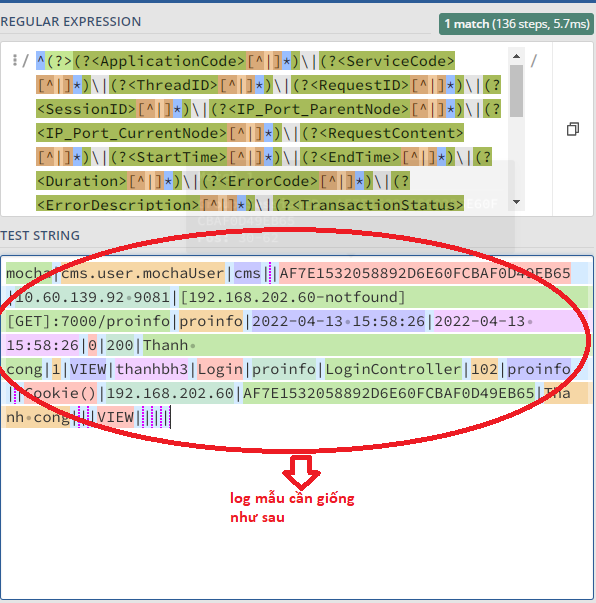 REGULAR EXPRESSION
1 match (136 steps, 5.7ms)
/ ^(?>(?<ApplicationCode>[^|]*)\|(?<ServiceCode> /
[^|]*)\|(?<ThreadID>[^|]*)\|(?<RequestID>[^|]*)\|(?
<SessionID>[^|]*)\|(?<IP_Port_ParentNode>[^|]*)\|(?
<IP_Port_CurrentNode>[^|]*)\|(?<RequestContent>
[^|]*)\|(?<StartTime>[^|]*)\|(?<EndTime>[^|]*)\|(?
<Duration>[^|]*)\|(?<ErrorCode>[^|]*)\|(?
<ErrorDescription>[^|]*)\|(?<TransactionStatus>
TEST STRING
mocha|cms.user.mochaUser|cms||AF7E1532058892D6E60FCBAF0D49EB65
|10.60.139.92 9081|[192.168.202.60-notfound]
[GET]:7000/proinfo|proinfo|2022-04-13 15:58:26|2022-04-13
15:58:26|0|200|Thanh
cong|1|VIEW|thanhbh3|Login|proinfo|LoginController|102|proinfo
||Cookie()|192.168.202.60|AF7E1532058892D6E60FCBAF0D49EB65|Tha
nh cong|||VIEW||||||
log mẫu cần giống
như sau